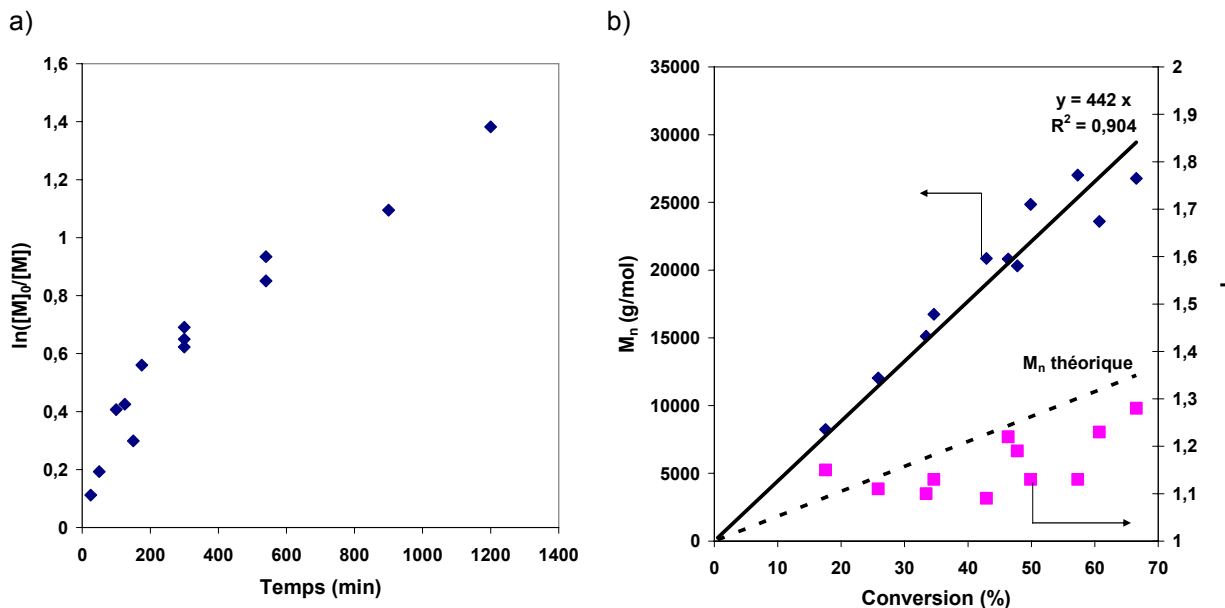 a)
1,6
1,4
1,2
1
0,8
0,6
0,4
0,2
0
0 200 400 600 800 1000 1200 1400
ln([M]₀/[M])
Temps (min)
b)
35000
30000
25000
20000
15000
10000
5000
0
0 10 20 30 40 50 60 70
Mₙ (g/mol)
Conversion (%)
y = 442 x
R² = 0,904
Mₙ théorique
2
1,9
1,8
1,7
1,6
1,5
1,4
1,3
1,2
1,1
1